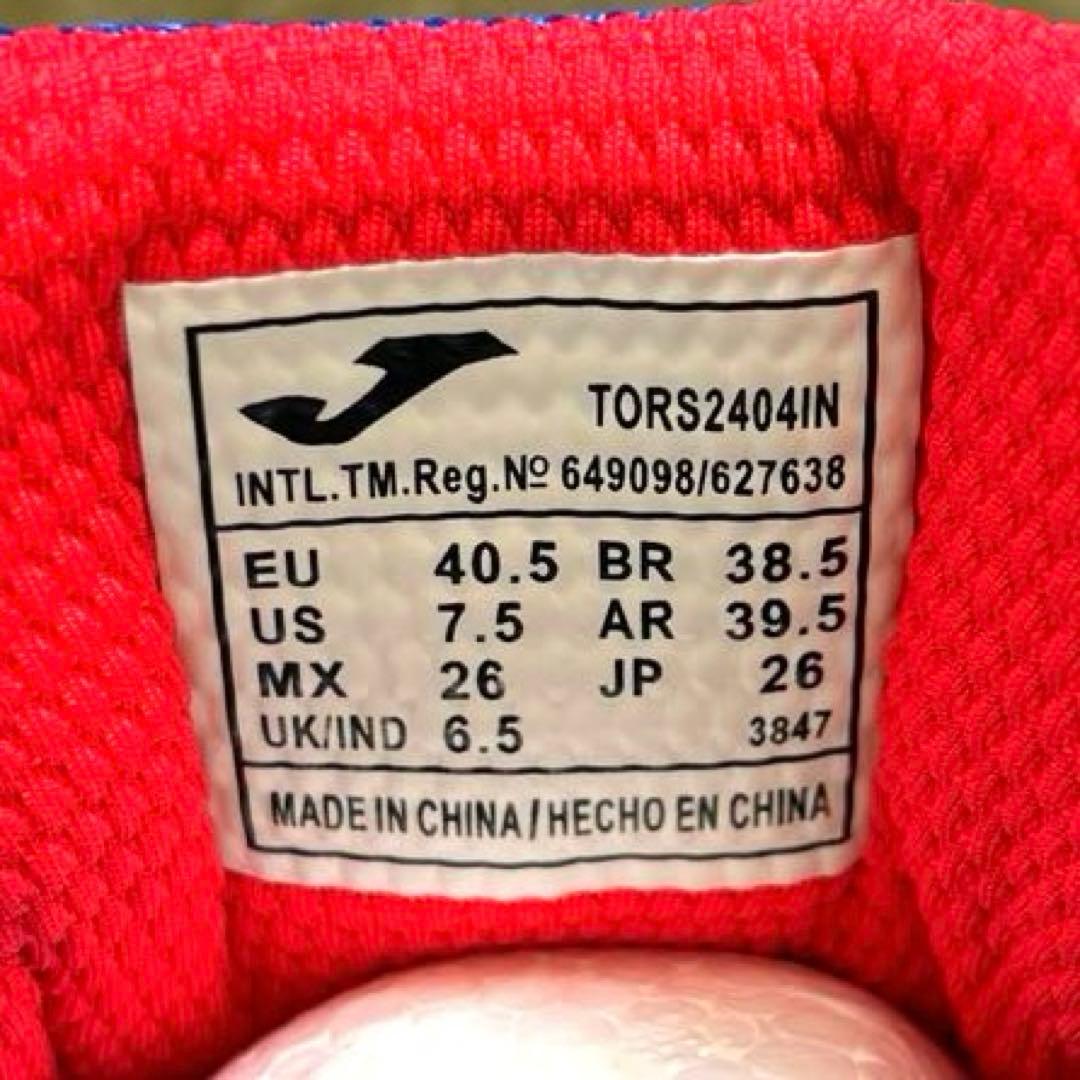 TORS2404IN
INTL.TM.Reg.Nº 649098/627638
EU 40.5 BR 38.5
US 7.5 AR 39.5
MX 26 JP 26
UK/IND 6.5 3847
MADE IN CHINA/HECHO EN CHINA